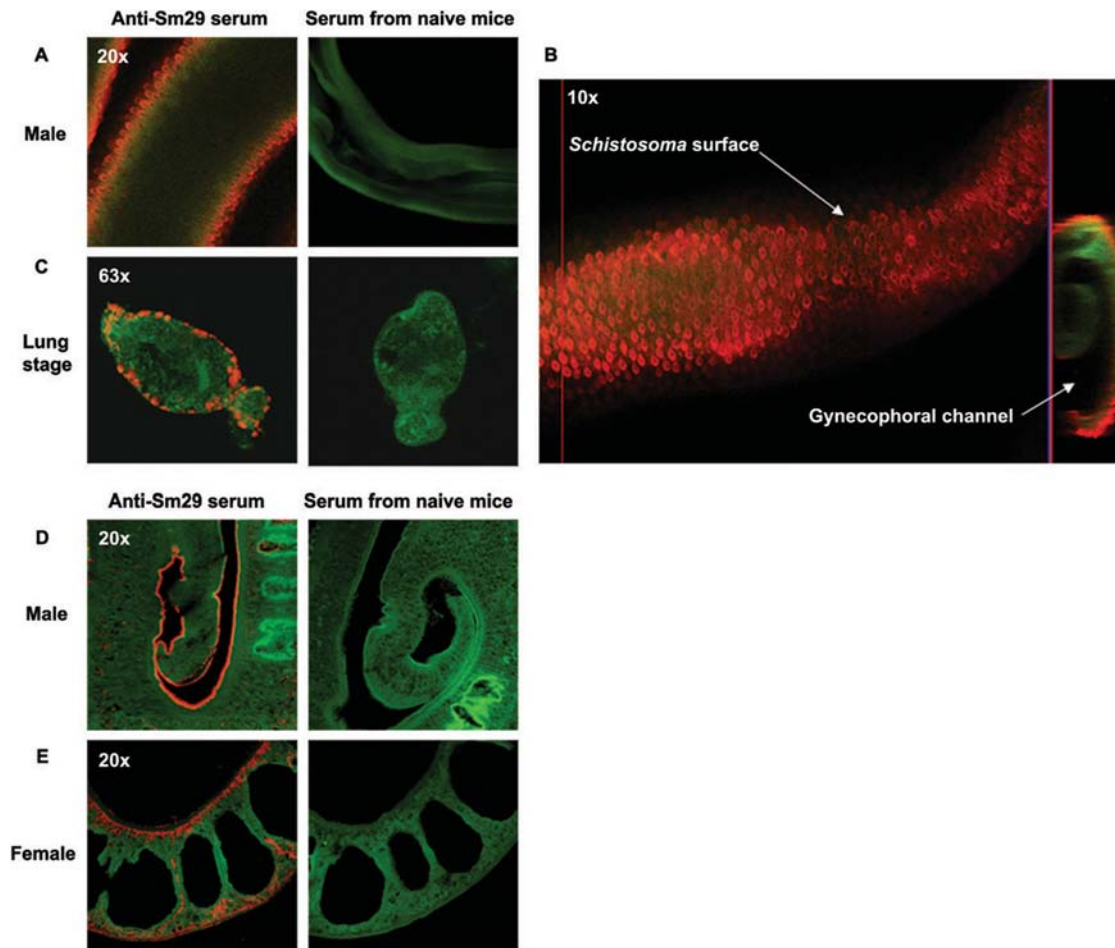 Anti-Sm29 serum
Serum from naive mice
A
20x
Male
B
10x
Schistosoma surface
Gynecophoral channel
C
63x
Lung
stage
Anti-Sm29 serum
Serum from naive mice
D
20x
Male
E
20x
Female